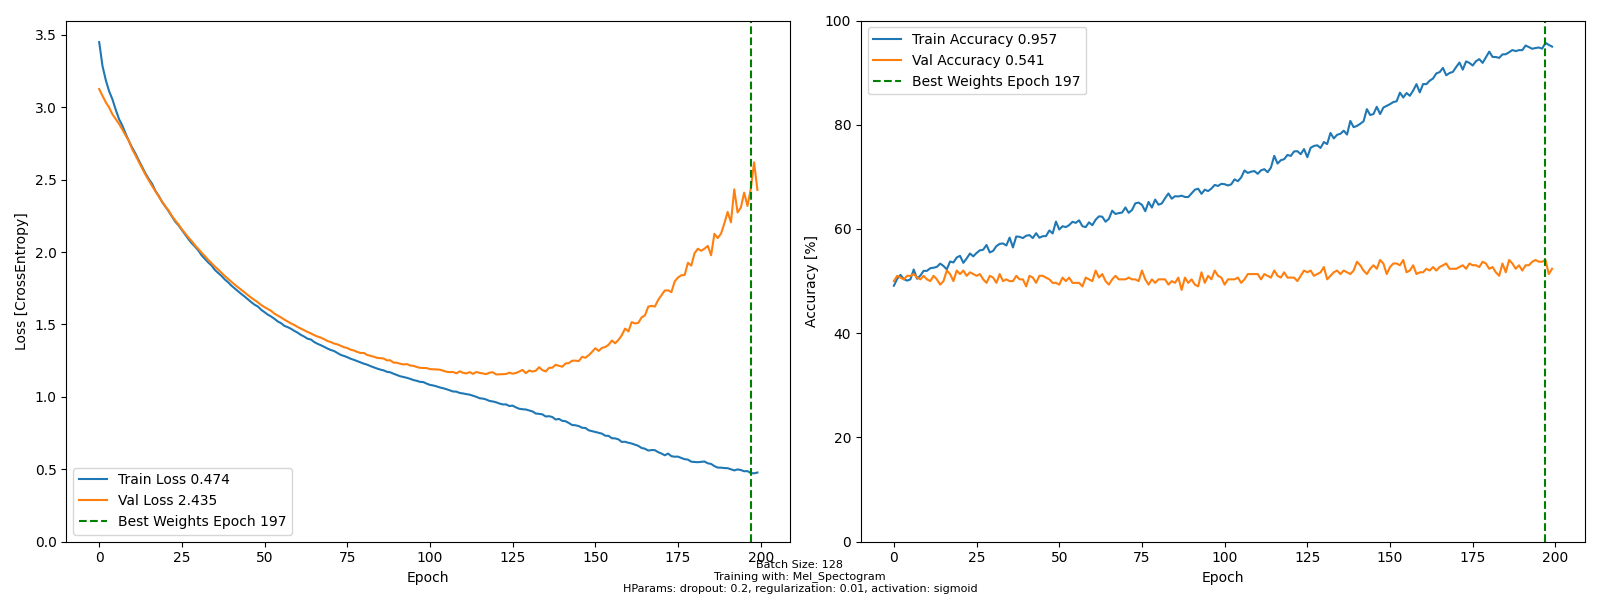 3.5
3.0
2.5
2.0
1.5
1.0
0.5
0.0
Loss [CrossEntropy]
Train Loss 0.474
Val Loss 2.435
Best Weights Epoch 197
0 25 50 75 100 125 150 175 200
Epoch
100
80
60
40
20
0
Accuracy [%]
Train Accuracy 0.957
Val Accuracy 0.541
Best Weights Epoch 197
0 25 50 75 100 125 150 175 200
Epoch
Batch Size: 128
Training with: Mel_Spectogram
HParams: dropout: 0.2, regularization: 0.01, activation: sigmoid